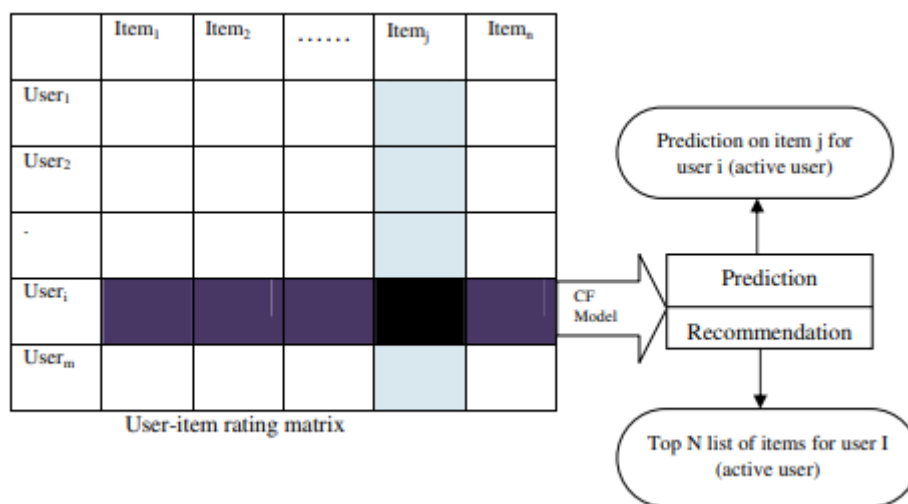 Item₁ Item₂ ...... Itemⱼ Itemₙ
User₁
User₂
.
Userᵢ
Userₘ
User-item rating matrix
CF
Model
Prediction on item j for
user i (active user)
Prediction
Recommendation
Top N list of items for user I
(active user)